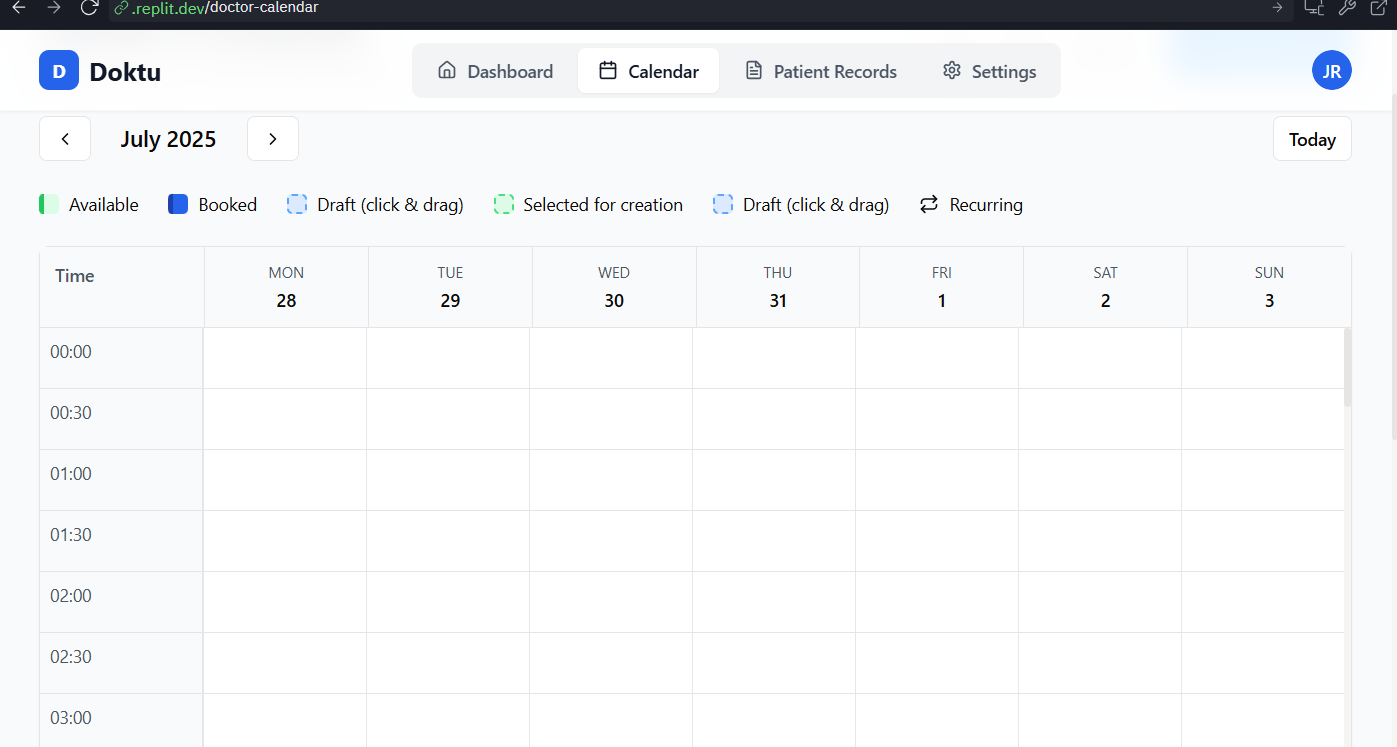 .replit.dev/doctor-calendar
D Doktu Dashboard Calendar Patient Records Settings JR
July 2025 Today
Available Booked Draft (click & drag) Selected for creation Draft (click & drag) Recurring
Time MON TUE WED THU FRI SAT SUN
28 29 30 31 1 2 3
00:00
00:30
01:00
01:30
02:00
02:30
03:00